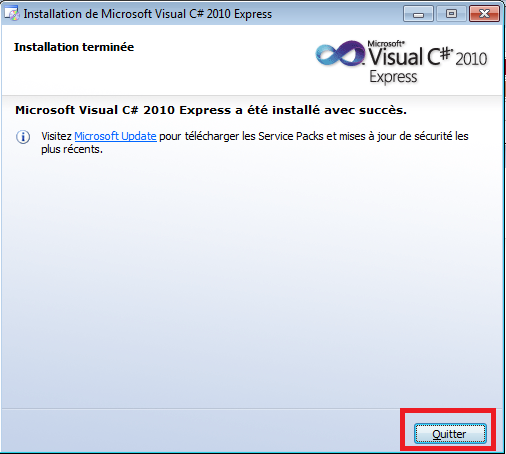 Installation de Microsoft Visual C# 2010 Express
Installation terminée
Microsoft®
Visual C#® 2010
Express
Microsoft Visual C# 2010 Express a été installé avec succès.
Visitez Microsoft Update pour télécharger les Service Packs et mises à jour de sécurité les
plus récents.
Quitter